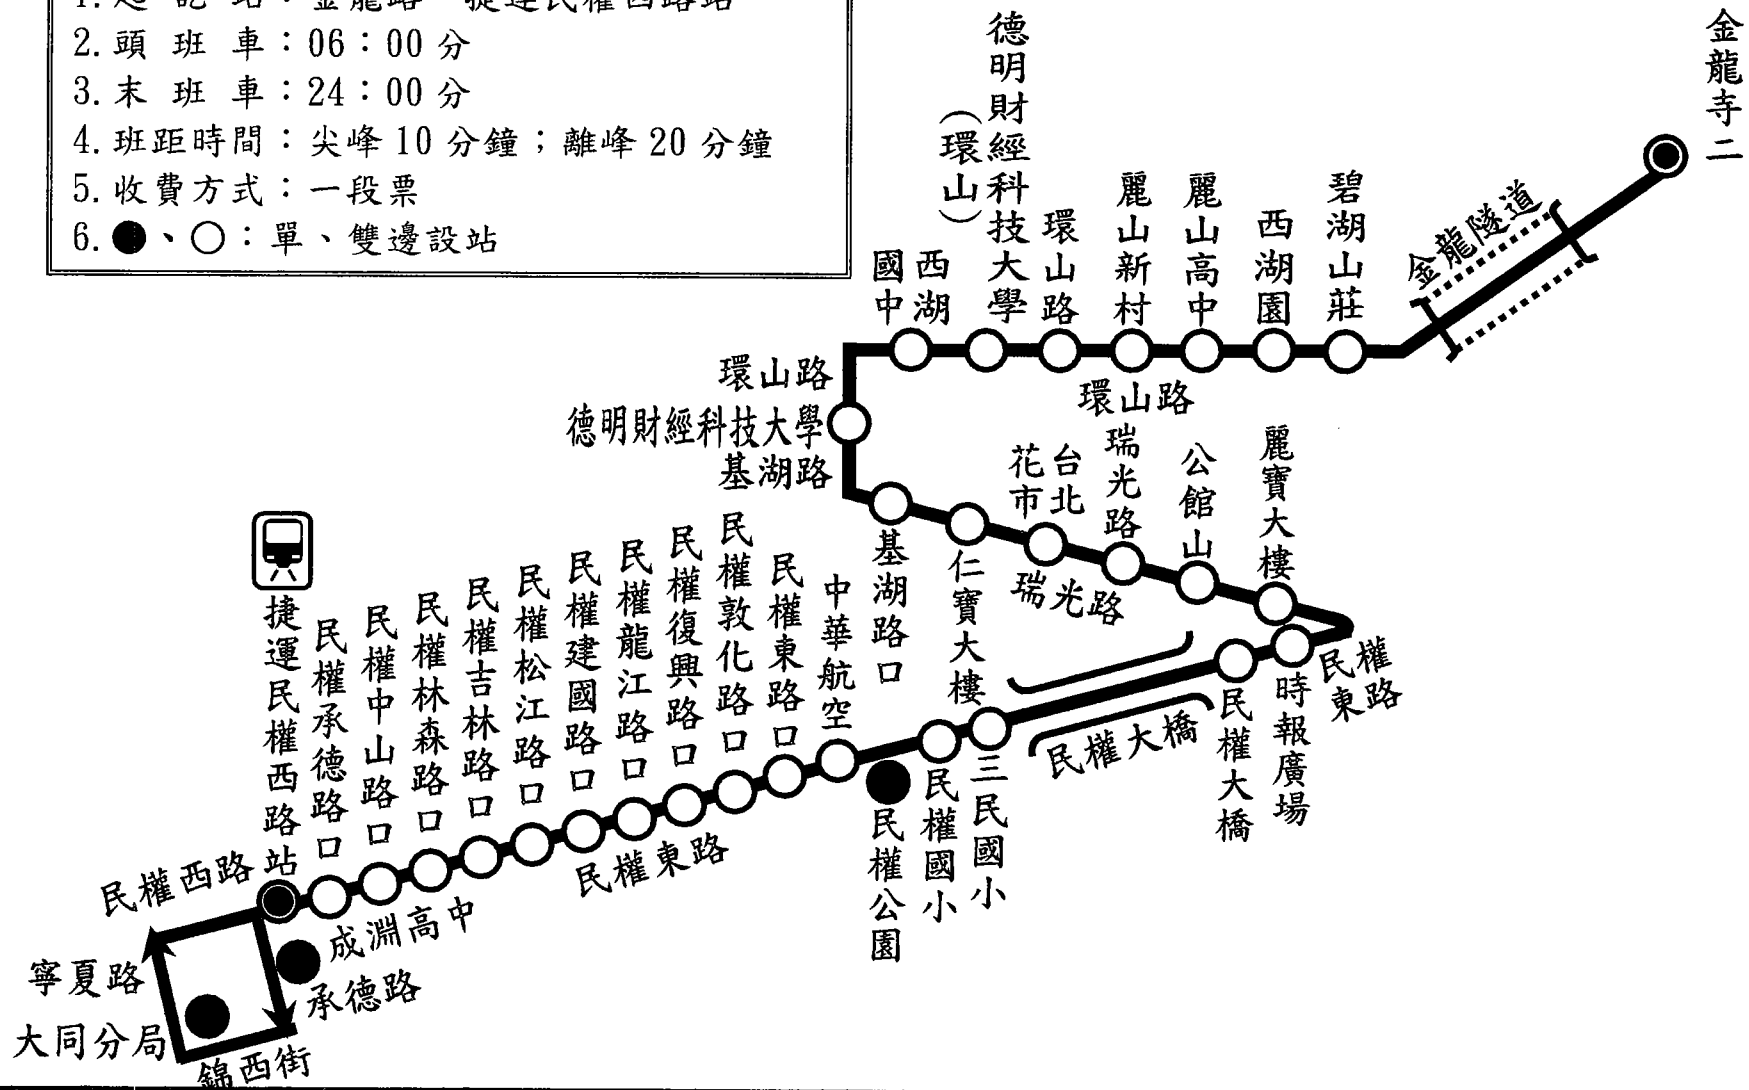 1. 起訖站：金龍路－捷運民權西路站
2. 頭班車：06：00分
3. 末班車：24：00分
4. 班距時間：尖峰10分鐘；離峰20分鐘
5. 收費方式：一段票
6. ●、○：單、雙邊設站
金龍寺二
金龍隧道
碧湖山莊
西湖園
麗山高中
麗山新村
環山路
德明財經科技大學
（環山）
西湖
國中
環山路
環山路
德明財經科技大學
基湖路
基湖路口
仁寶大樓
台北
花市
瑞光路
公館山
麗寶大樓
瑞光路
民權
東路
時報廣場
民權大橋
民權大橋
三民國小
民權國小
民權公園
中華航空
民權東路口
民權敦化路口
民權復興路口
民權龍江路口
民權建國路口
民權松江路口
民權吉林路口
民權林森路口
民權中山路口
民權承德路口
捷運民權西路站
民權東路
民權西路
成淵高中
承德路
寧夏路
大同分局
錦西街